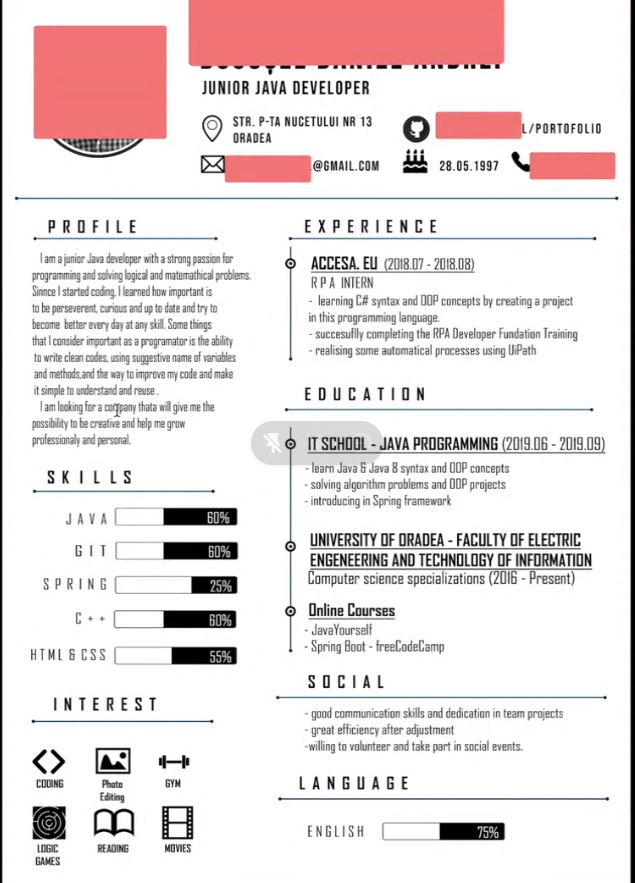 JUNIOR JAVA DEVELOPER
STR. P-TA NUCETULUI NR 13
ORADEA
L/PORTOFOLIO
@GMAIL.COM
28.05.1997
PROFILE
I am a junior Java developer with a strong passion for
programming and solving logical and matemathical problems.
Sinnce I started coding, I learned how important is
to be perseverent, curious and up to date and try to
become better every day at any skill. Some things
that I consider important as a programator is the ability
to write clean codes, using suggestive name of variables
and methods,and the way to improve my code and make
it simple to understand and reuse .
I am looking for a company thata will give me the
possibility to be creative and help me grow
professionaly and personal.
SKILLS
JAVA 60%
GIT 60%
SPRING 25%
C++ 60%
HTML&CSS 55%
INTEREST
CODING
Photo
Editing
GYM
LOGIC
GAMES
READING
MOVIES
EXPERIENCE
ACCESA. EU (2018.07 - 2018.08)
RPA INTERN
- learning C# syntax and OOP concepts by creating a project
in this programming language.
- succesuflly completing the RPA Developer Fundation Training
- realising some automatical processes using UiPath
EDUCATION
IT SCHOOL - JAVA PROGRAMMING (2019.06 - 2019.09)
- learn Java & Java 8 syntax and OOP concepts
- solving algorithm problems and OOP projects
- introducing in Spring framework
UNIVERSITY OF ORADEA - FACULTY OF ELECTRIC
ENGENEERING AND TECHNOLOGY OF INFORMATION
Computer science specializations (2016 - Present)
Online Courses
- JavaYourself
- Spring Boot - freeCodeCamp
SOCIAL
- good communication skills and dedication in team projects
- great efficiency after adjustment
-willing to volunteer and take part in social events.
LANGUAGE
ENGLISH 75%